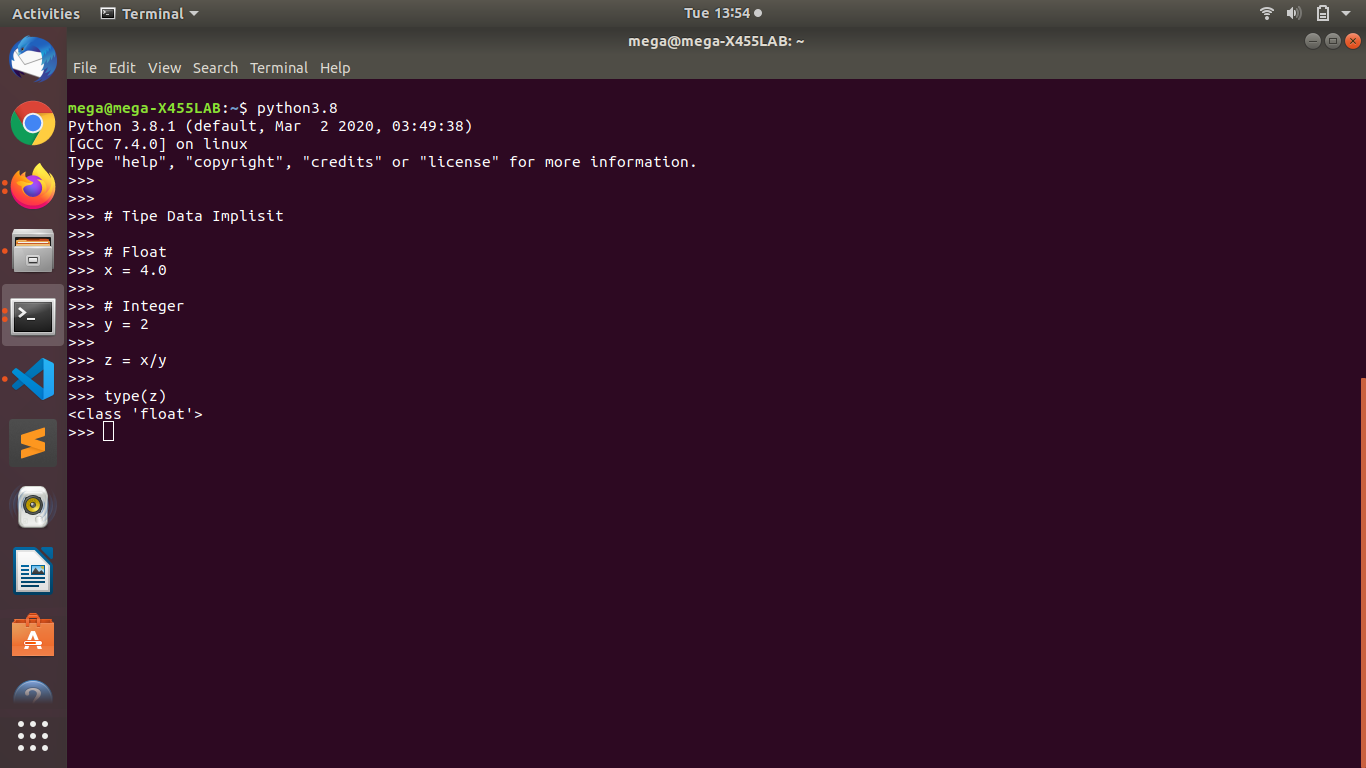 Activities Terminal Tue 13:54
mega@mega-X455LAB: ~
File Edit View Search Terminal Help
mega@mega-X455LAB:~$ python3.8
Python 3.8.1 (default, Mar  2 2020, 03:49:38)
[GCC 7.4.0] on linux
Type "help", "copyright", "credits" or "license" for more information.
>>>
>>>
>>> # Tipe Data Implisit
>>>
>>> # Float
>>> x = 4.0
>>>
>>> # Integer
>>> y = 2
>>>
>>> z = x/y
>>>
>>> type(z)
<class 'float'>
>>>